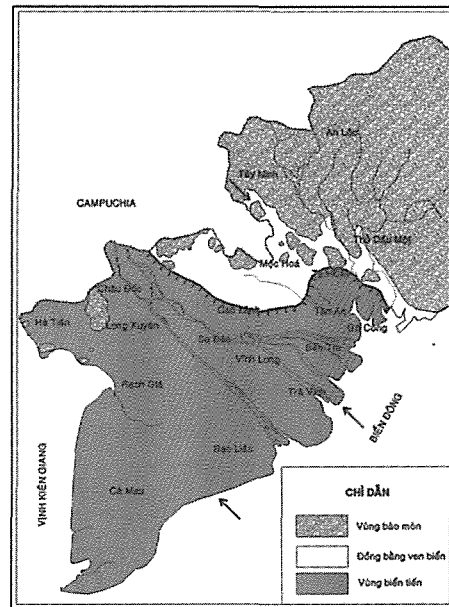 An Lộc
Tây Ninh
CAMPUCHIA
Thủ Dầu Một
Mộc Hoá
Châu Đốc
Cao Lãnh
Tân An
Hà Tiên
Long Xuyên
Gò Công
Sa Đéc
Bến Tre
Vĩnh Long
Rạch Giá
Trà Vinh
BIỂN ĐÔNG
VỊNH KIÊN GIANG
Bạc Liêu
Cà Mau
CHỈ DẪN
Vùng bào mòn
Đồng bằng ven biển
Vùng biển tiến